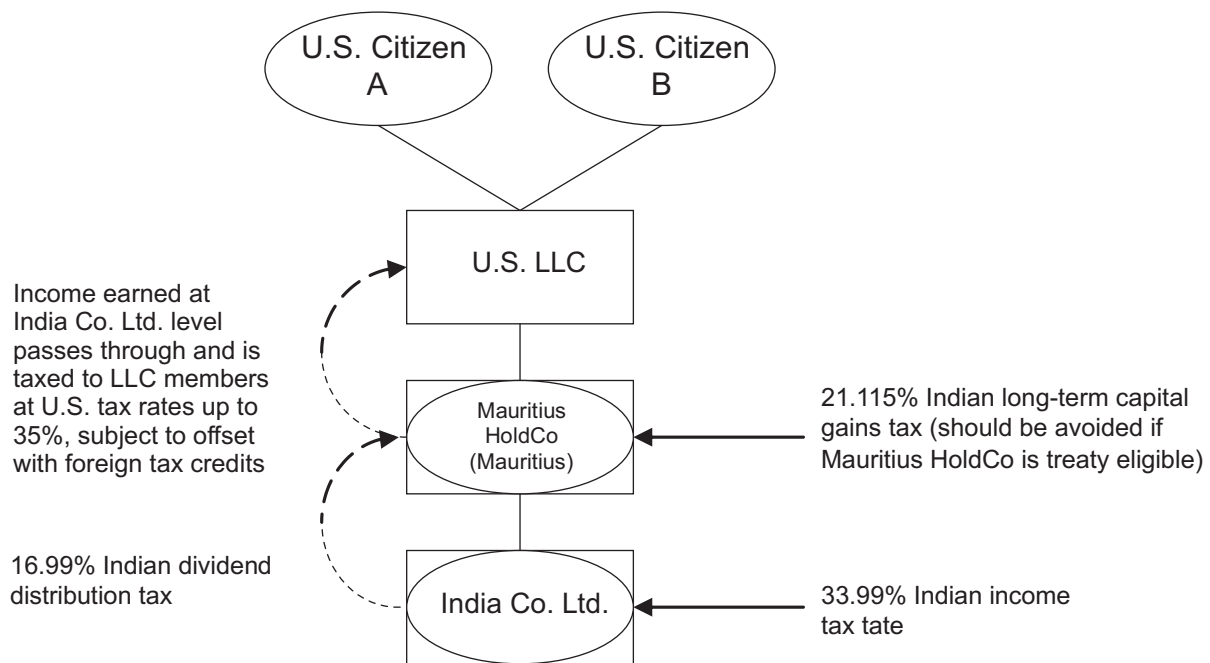 U.S. Citizen
A
U.S. Citizen
B
U.S. LLC
Income earned at
India Co. Ltd. level
passes through and is
taxed to LLC members
at U.S. tax rates up to
35%, subject to offset
with foreign tax credits
Mauritius
HoldCo
(Mauritius)
21.115% Indian long-term capital
gains tax (should be avoided if
Mauritius HoldCo is treaty eligible)
16.99% Indian dividend
distribution tax
India Co. Ltd.
33.99% Indian income
tax tate